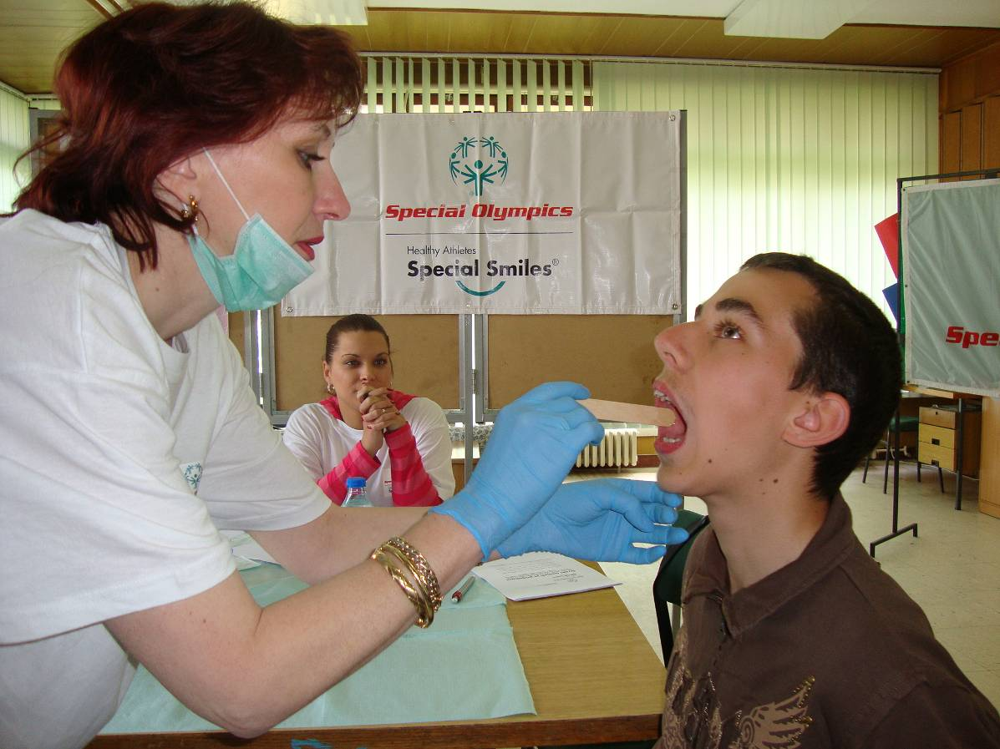 Special Olympics
Healthy Athletes
Special Smiles®
Spe